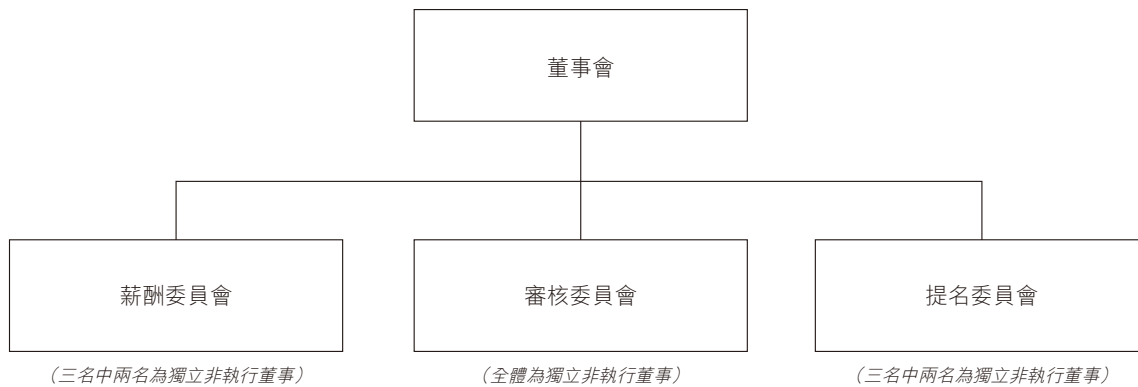 董事會
薪酬委員會
審核委員會
提名委員會
（三名中兩名為獨立非執行董事）
（全體為獨立非執行董事）
（三名中兩名為獨立非執行董事）